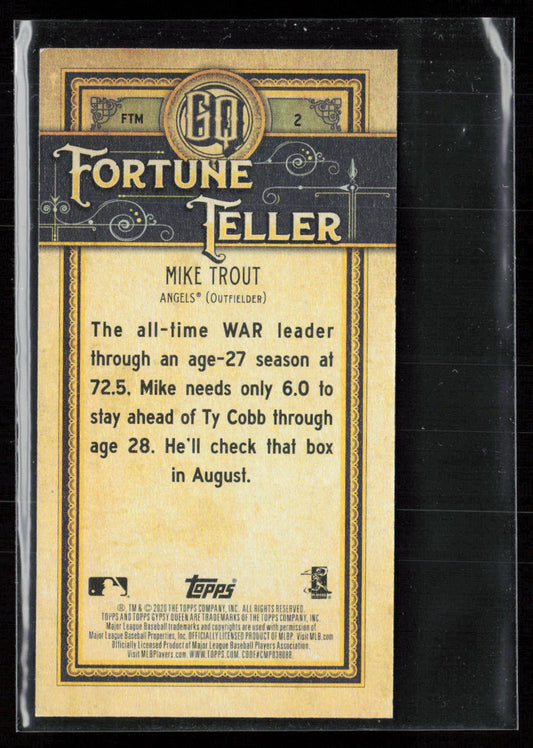 FTM GQ 2
FORTUNE
TELLER
MIKE TROUT
ANGELS® (OUTFIELDER)
The all-time WAR leader
through an age-27 season at
72.5, Mike needs only 6.0 to
stay ahead of Ty Cobb through
age 28. He'll check that box
in August.
topps
®, TM & © 2020 THE TOPPS COMPANY, INC. ALL RIGHTS RESERVED.
TOPPS AND TOPPS GYPSY QUEEN ARE TRADEMARKS OF THE TOPPS COMPANY, INC.
Major League Baseball trademarks and copyrights are used with permission of
Major League Baseball Properties, Inc. OFFICIALLY LICENSED PRODUCT OF MLBP. Visit MLB.com
Officially Licensed Product of Major League Baseball Players Association.
Visit MLBPlayers.com. WWW.TOPPS.COM.